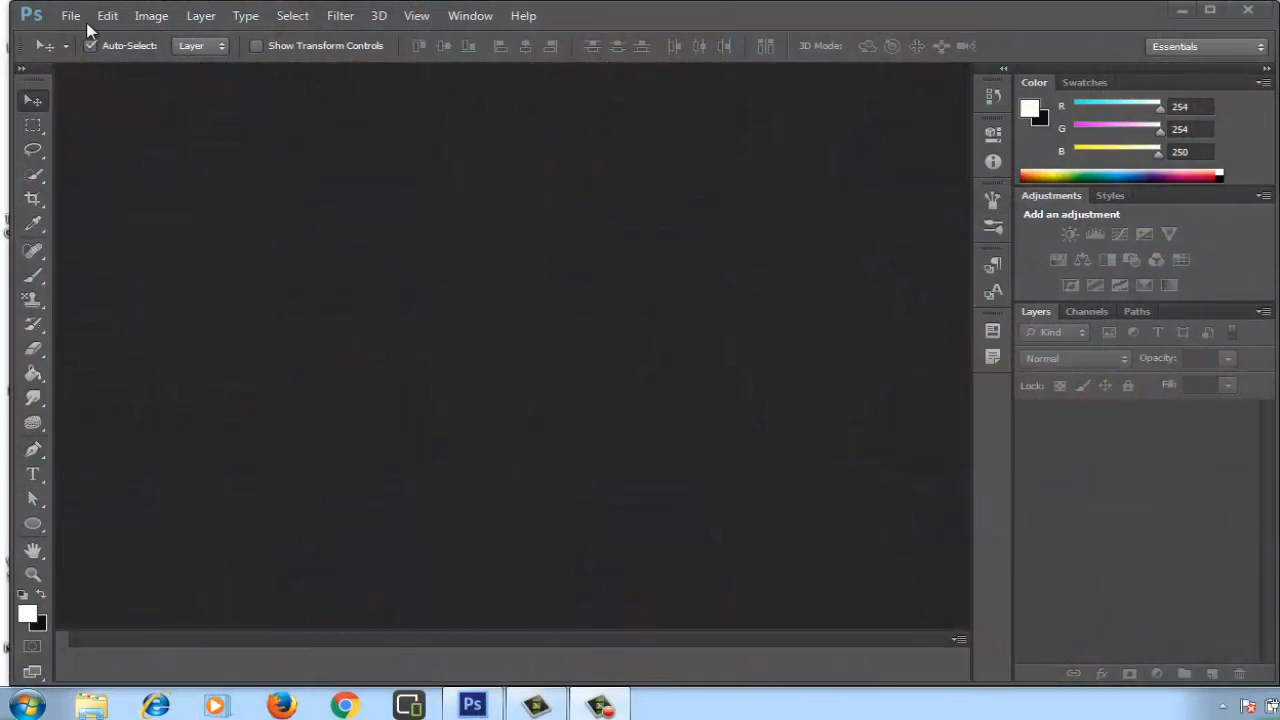 Ps File Edit Image Layer Type Select Filter 3D View Window Help
Auto-Select: Layer Show Transform Controls 3D Mode: Essentials
Color Swatches
R 254
G 254
B 250
Adjustments Styles
Add an adjustment
Layers Channels Paths
Kind
Normal Opacity:
Lock: Fill:
T
Ps